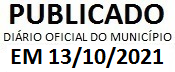 PUBLICADO
DIÁRIO OFICIAL DO MUNICÍPIO
EM 13/10/2021